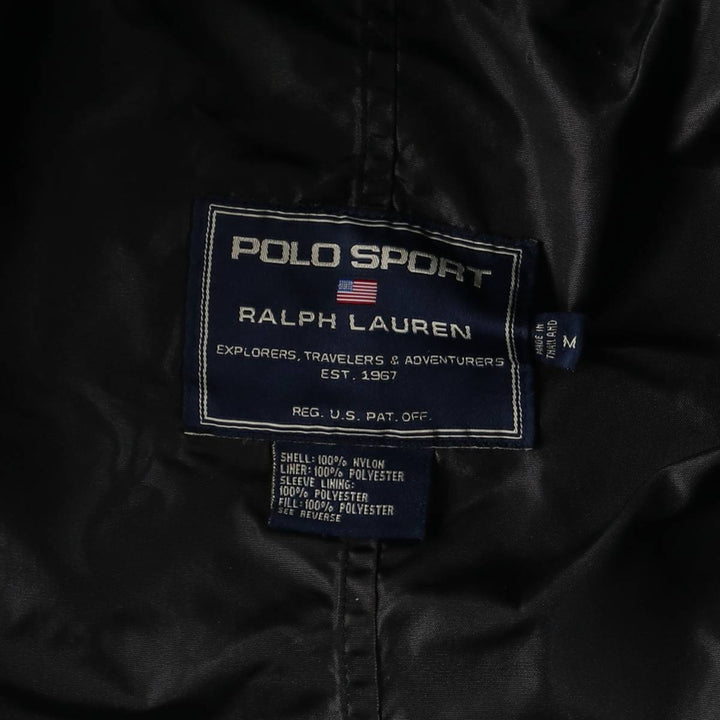 POLO SPORT
RALPH LAUREN
EXPLORERS, TRAVELERS & ADVENTURERS
EST. 1967
REG. U.S. PAT. OFF.
MADE IN
THAILAND
M
SHELL: 100% NYLON
LINER: 100% POLYESTER
SLEEVE LINING:
100% POLYESTER
FILL: 100% POLYESTER
SEE REVERSE